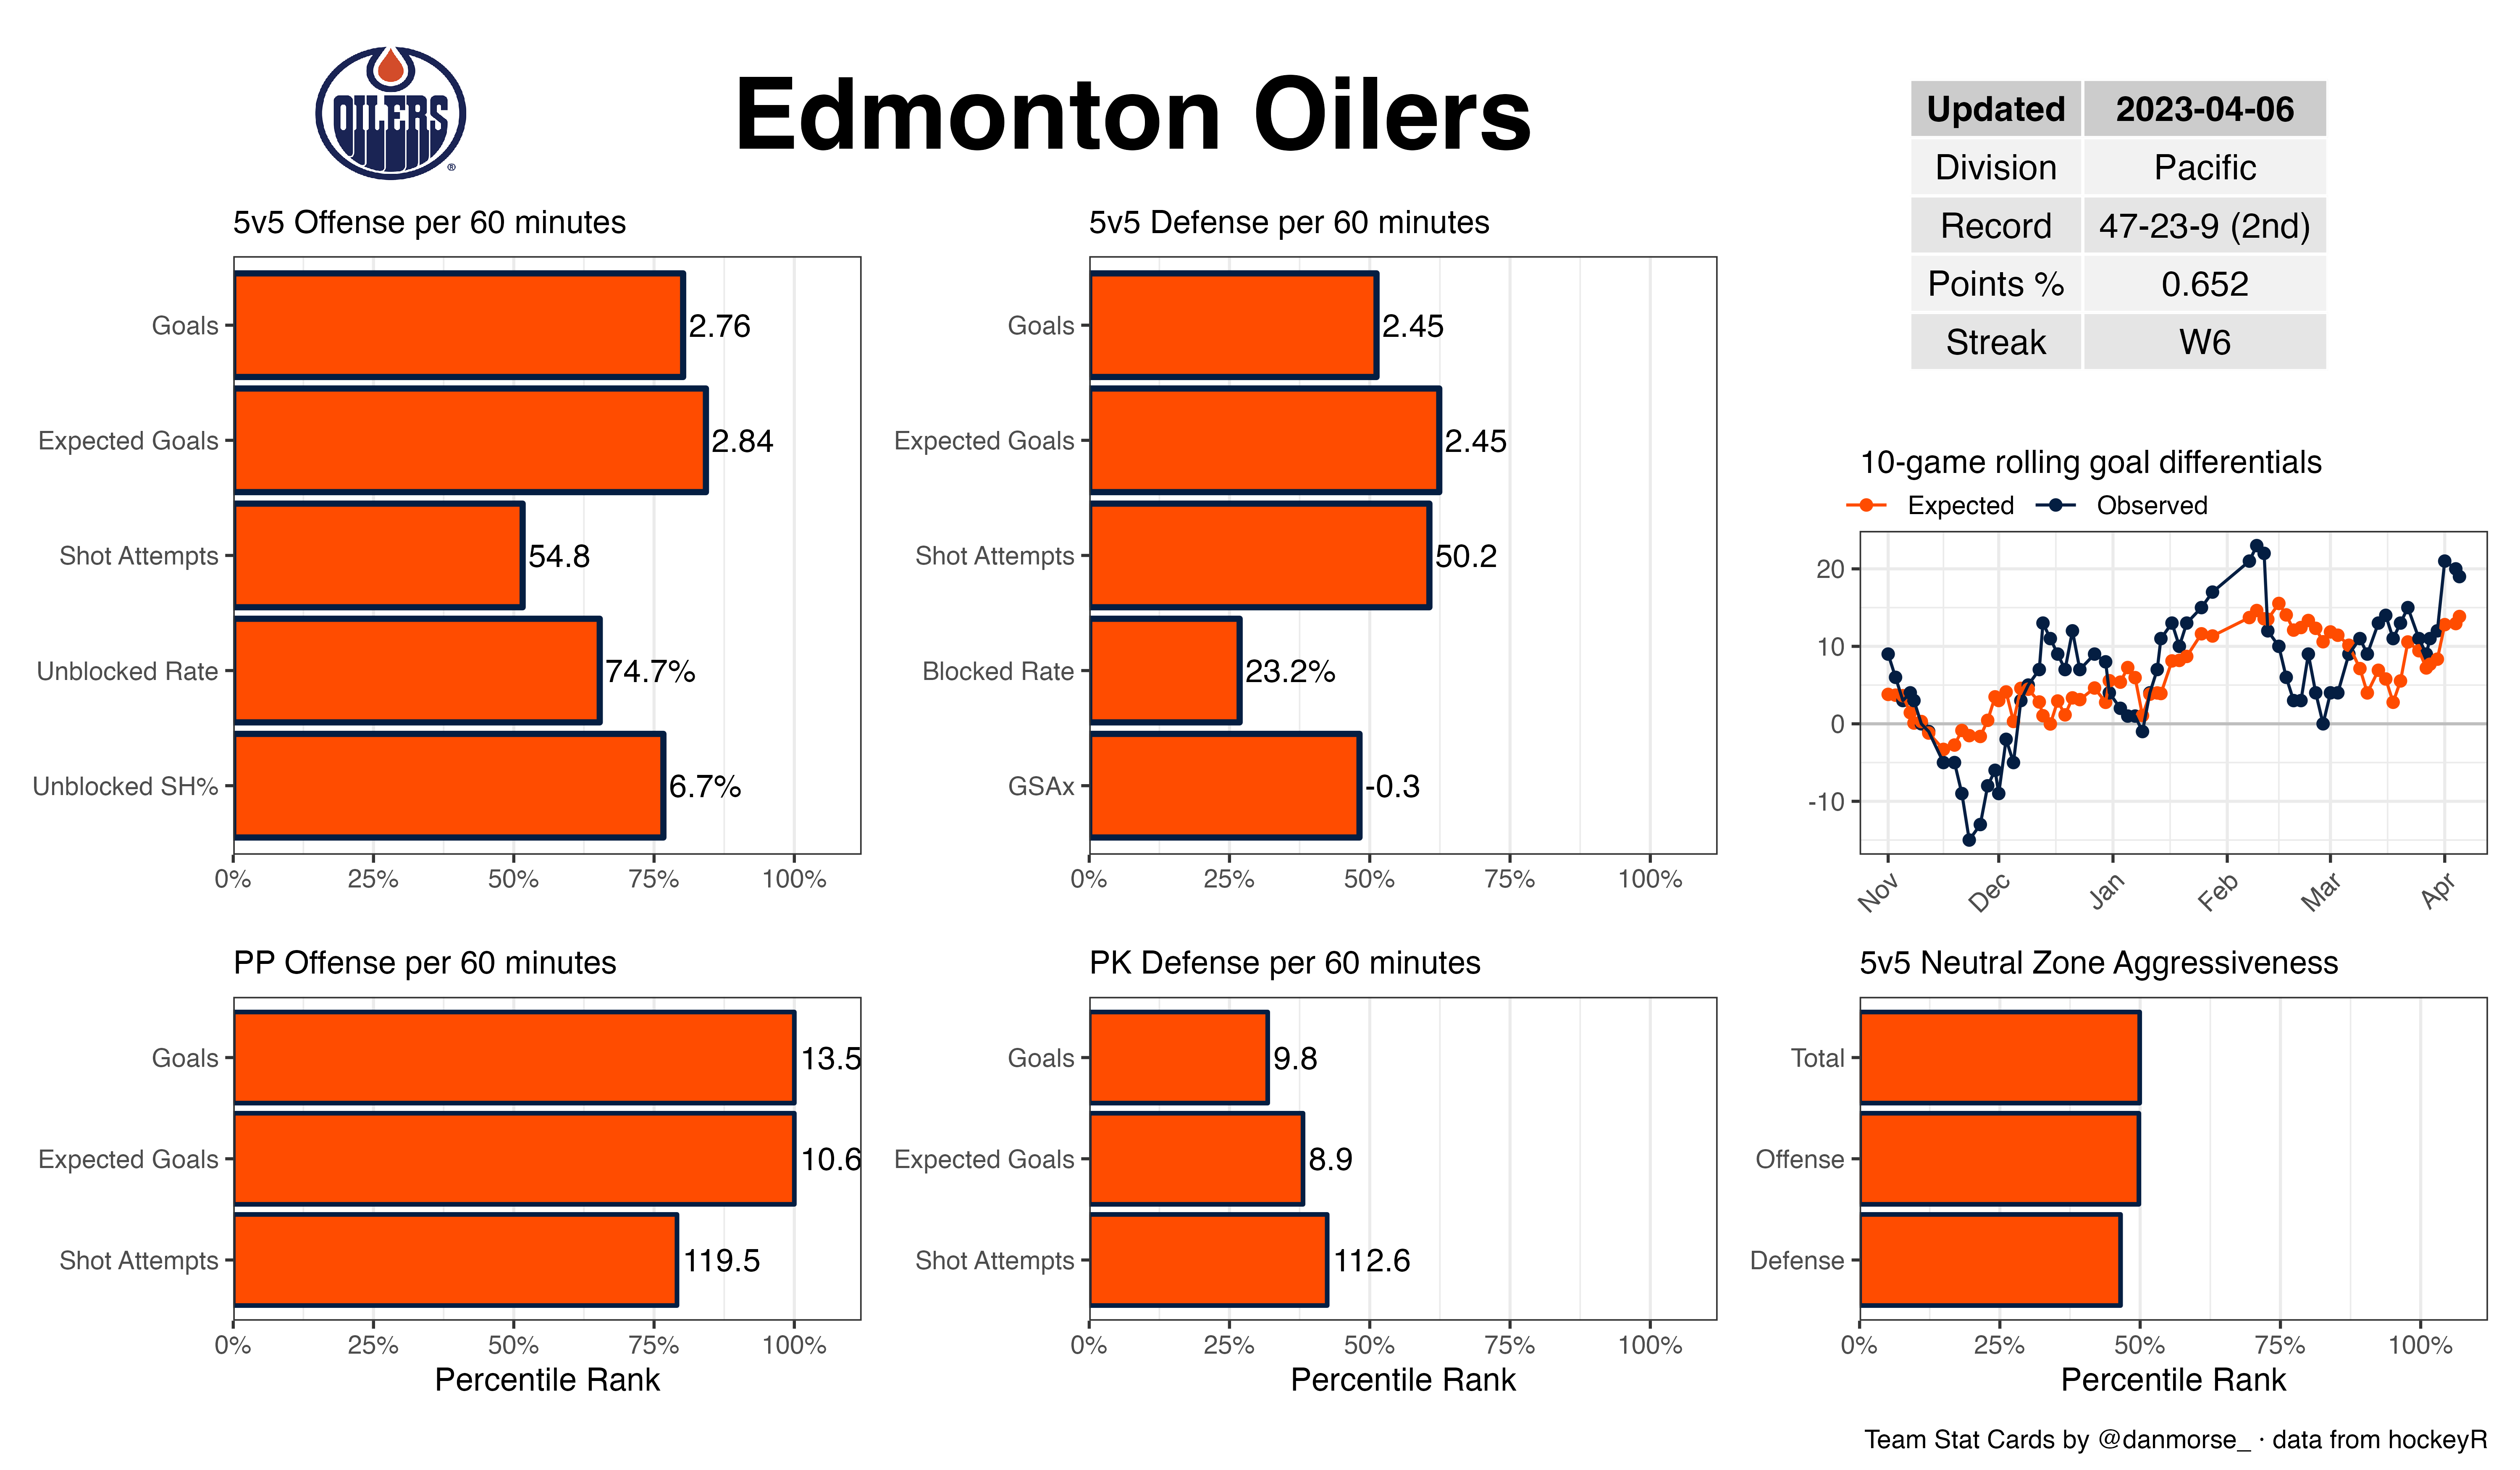 OILERS
®
Edmonton Oilers
Updated 2023-04-06
Division Pacific
Record 47-23-9 (2nd)
Points % 0.652
Streak W6
5v5 Offense per 60 minutes
Goals 2.76
Expected Goals 2.84
Shot Attempts 54.8
Unblocked Rate 74.7%
Unblocked SH% 6.7%
0% 25% 50% 75% 100%
5v5 Defense per 60 minutes
Goals 2.45
Expected Goals 2.45
Shot Attempts 50.2
Blocked Rate 23.2%
GSAx -0.3
0% 25% 50% 75% 100%
10-game rolling goal differentials
Expected Observed
20
10
0
-10
Nov Dec Jan Feb Mar Apr
PP Offense per 60 minutes
Goals 13.5
Expected Goals 10.6
Shot Attempts 119.5
0% 25% 50% 75% 100%
Percentile Rank
PK Defense per 60 minutes
Goals 9.8
Expected Goals 8.9
Shot Attempts 112.6
0% 25% 50% 75% 100%
Percentile Rank
5v5 Neutral Zone Aggressiveness
Total
Offense
Defense
0% 25% 50% 75% 100%
Percentile Rank
Team Stat Cards by @danmorse_ · data from hockeyR